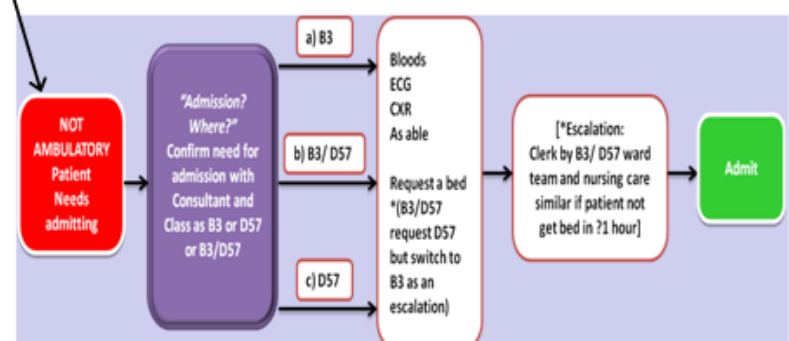 NOT
AMBULATORY
Patient
Needs
admitting
"Admission?
Where?"
Confirm need for
admission with
Consultant and
Class as B3 or D57
or B3/D57
a) B3
b) B3/ D57
c) D57
Bloods
ECG
CXR
As able
Request a bed
*(B3/D57
request D57
but switch to
B3 as an
escalation)
[*Escalation:
Clerk by B3/ D57 ward
team and nursing care
similar if patient not
get bed in ?1 hour]
Admit